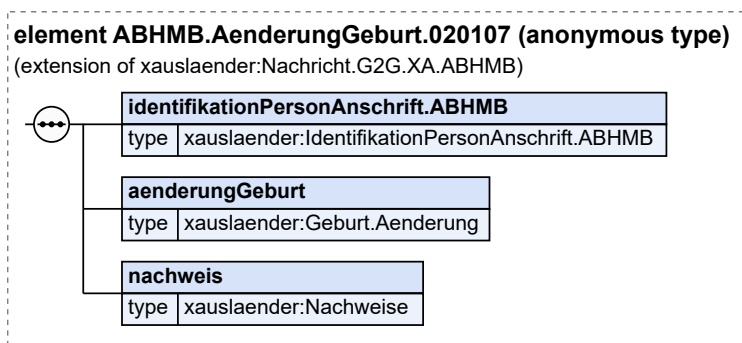 element ABHMB.AenderungGeburt.020107 (anonymous type)
(extension of xauslaender:Nachricht.G2G.XA.ABHMB)
identifikationPersonAnschrift.ABHMB
type xauslaender:IdentifikationPersonAnschrift.ABHMB
aenderungGeburt
type xauslaender:Geburt.Aenderung
nachweis
type xauslaender:Nachweise